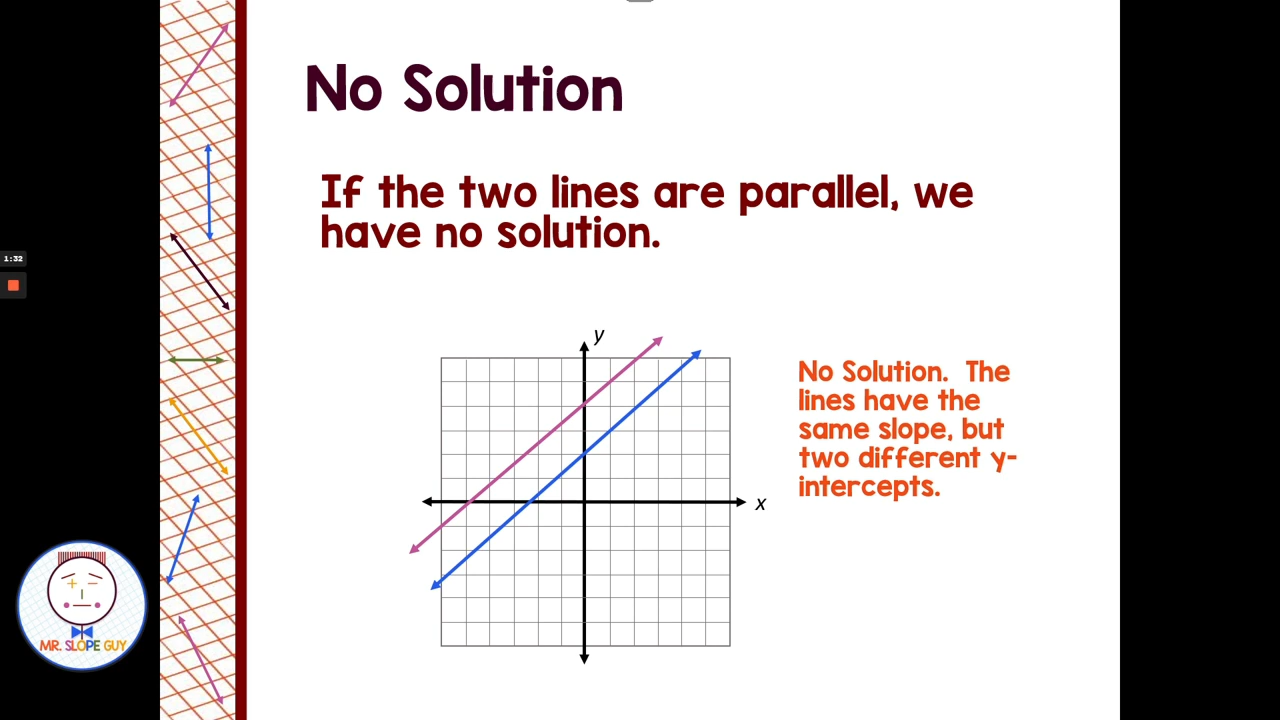 No Solution
If the two lines are parallel, we
have no solution.
1:32
y
x
No Solution.  The
lines have the
same slope, but
two different y-
intercepts.
MR. SLOPE GUY